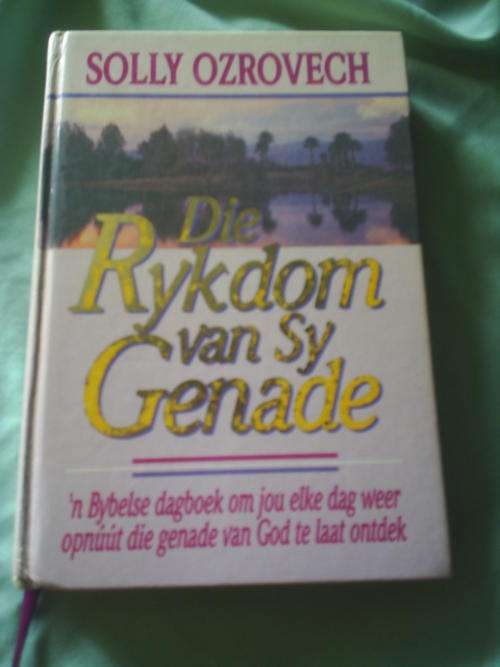 SOLLY OZROVECH
Die
Rykdom
van Sy
Genade
'n Bybelse dagboek om jou elke dag weer
opnúút die genade van God te laat ontdek